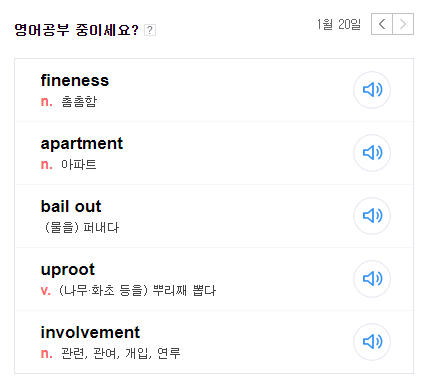 영어공부 중이세요? ?
1월 20일
fineness
n. 촘촘함
apartment
n. 아파트
bail out
(물을) 퍼내다
uproot
v. (나무·화초 등을) 뿌리째 뽑다
involvement
n. 관련, 관여, 개입, 연루